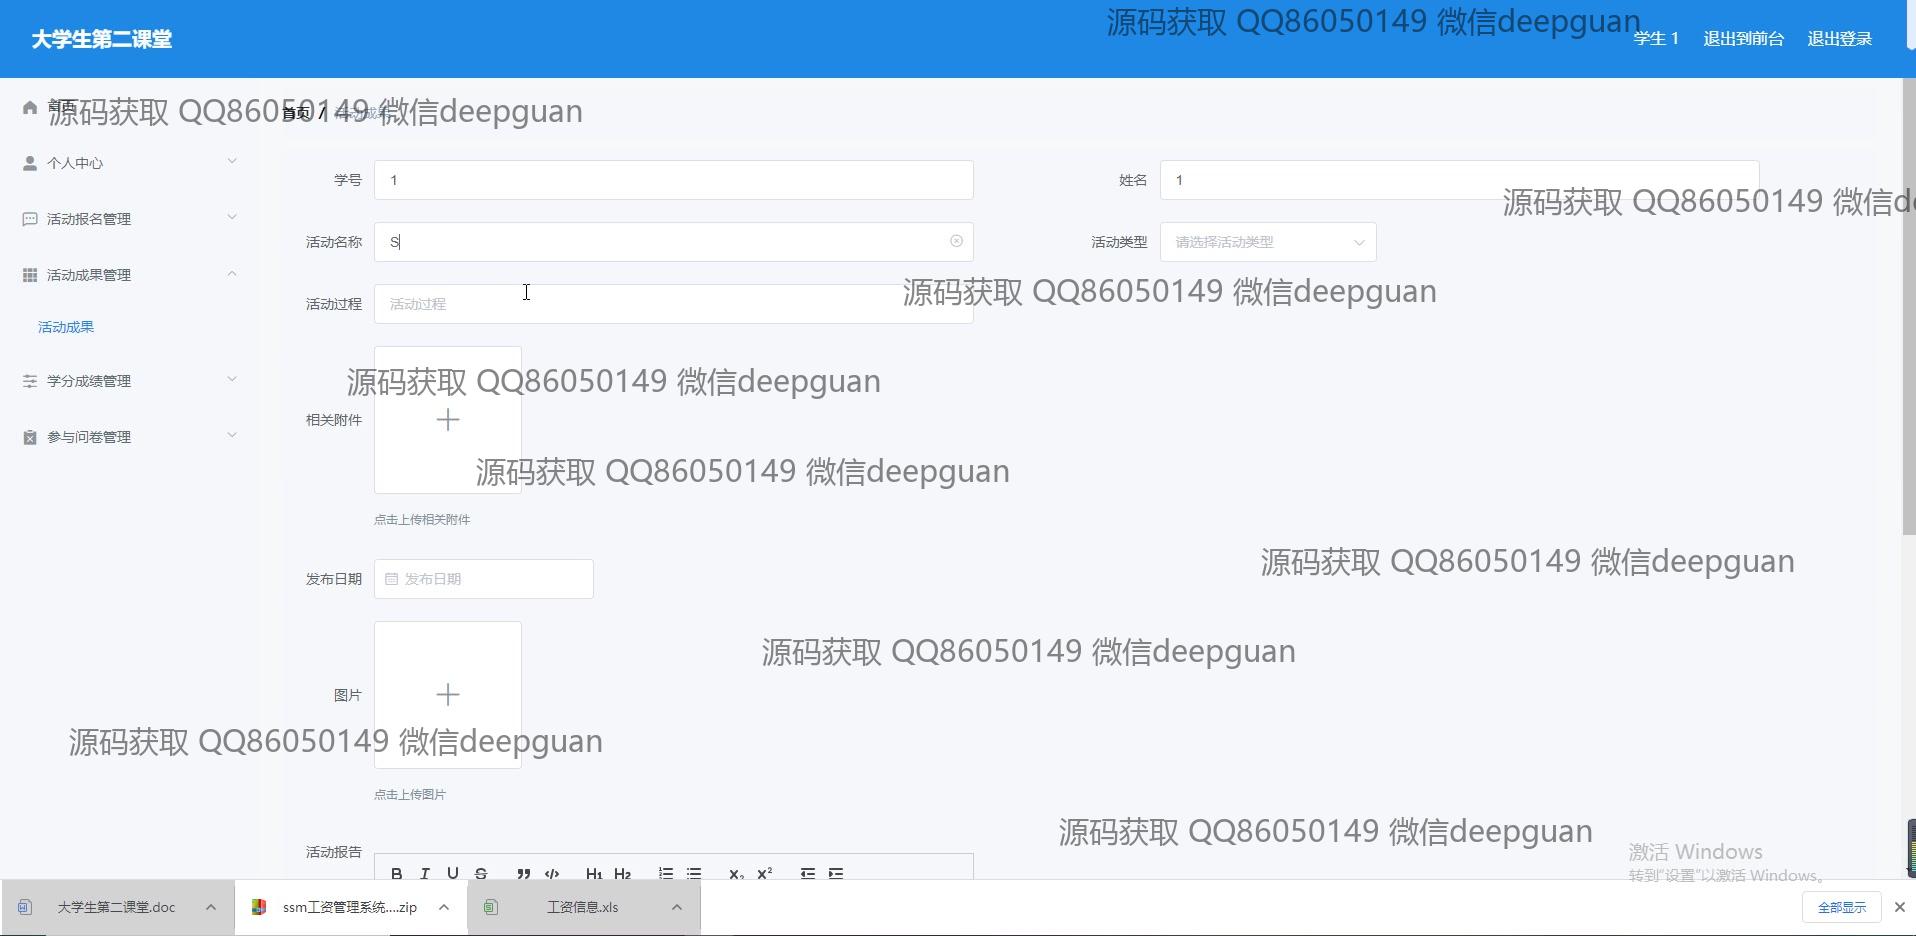 源码获取 QQ86050149 微信deepguan
大学生第二课堂
学生 1 退出到前台 退出登录
首页
源码获取 QQ86050149 微信deepguan
首页 / 活动成果
个人中心
学号 1
姓名 1
源码获取 QQ86050149 微信de
活动报名管理
活动名称 S
活动类型 请选择活动类型
活动成果管理
源码获取 QQ86050149 微信deepguan
活动过程 活动过程
活动成果
学分成绩管理
源码获取 QQ86050149 微信deepguan
相关附件
参与问卷管理
源码获取 QQ86050149 微信deepguan
点击上传相关附件
源码获取 QQ86050149 微信deepguan
发布日期 发布日期
源码获取 QQ86050149 微信deepguan
图片
源码获取 QQ86050149 微信deepguan
点击上传图片
源码获取 QQ86050149 微信deepguan
活动报告
激活 Windows
转到“设置”以激活 Windows。
B I U S ” </> H1 H2 X₂ X²
大学生第二课堂.doc
ssm工资管理系统....zip
工资信息.xls
全部显示